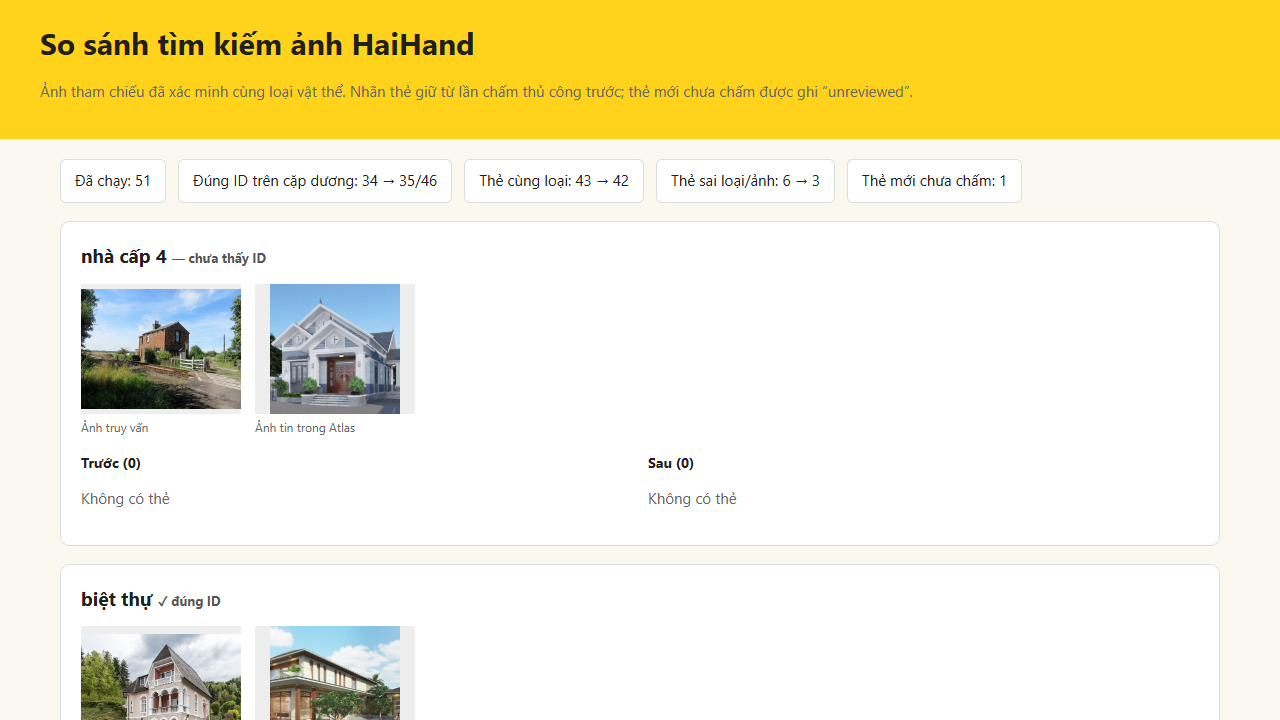 So sánh tìm kiếm ảnh HaiHand
Ảnh tham chiếu đã xác minh cùng loại vật thể. Nhãn thẻ giữ từ lần chấm thủ công trước; thẻ mới chưa chấm được ghi “unreviewed”.
Đã chạy: 51
Đúng ID trên cặp dương: 34 → 35/46
Thẻ cùng loại: 43 → 42
Thẻ sai loại/ảnh: 6 → 3
Thẻ mới chưa chấm: 1
nhà cấp 4 — chưa thấy ID
Ảnh truy vấn
Ảnh tin trong Atlas
Trước (0)
Sau (0)
Không có thẻ
Không có thẻ
biệt thự ✓ đúng ID